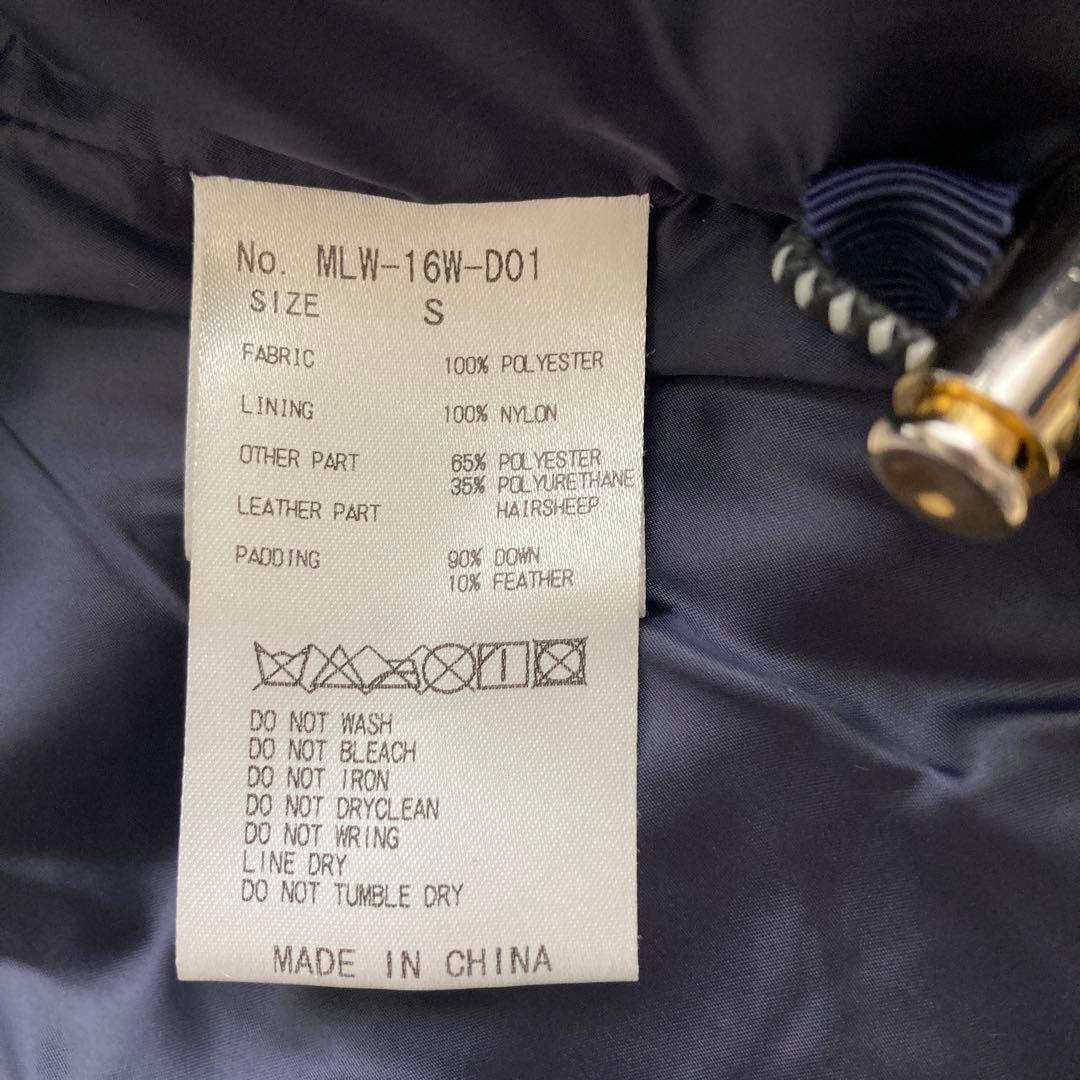 No. MLW-16W-D01
SIZE S
FABRIC 100% POLYESTER
LINING 100% NYLON
OTHER PART 65% POLYESTER
35% POLYURETHANE
LEATHER PART HAIRSHEEP
PADDING 90% DOWN
10% FEATHER
DO NOT WASH
DO NOT BLEACH
DO NOT IRON
DO NOT DRYCLEAN
DO NOT WRING
LINE DRY
DO NOT TUMBLE DRY
MADE IN CHINA